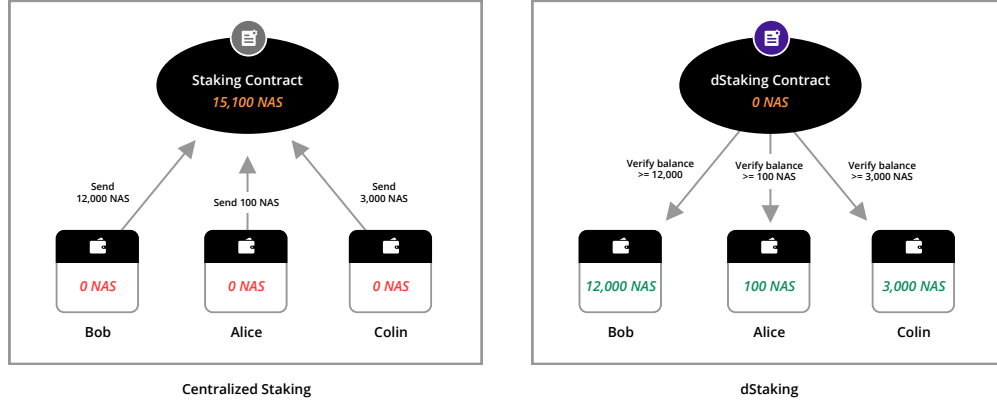 Staking Contract
15,100 NAS
Send
12,000 NAS
Send 100 NAS
Send
3,000 NAS
0 NAS
0 NAS
0 NAS
Bob
Alice
Colin
Centralized Staking
dStaking Contract
0 NAS
Verify balance
>= 12,000
Verify balance
>= 100 NAS
Verify balance
>= 3,000 NAS
12,000 NAS
100 NAS
3,000 NAS
Bob
Alice
Colin
dStaking